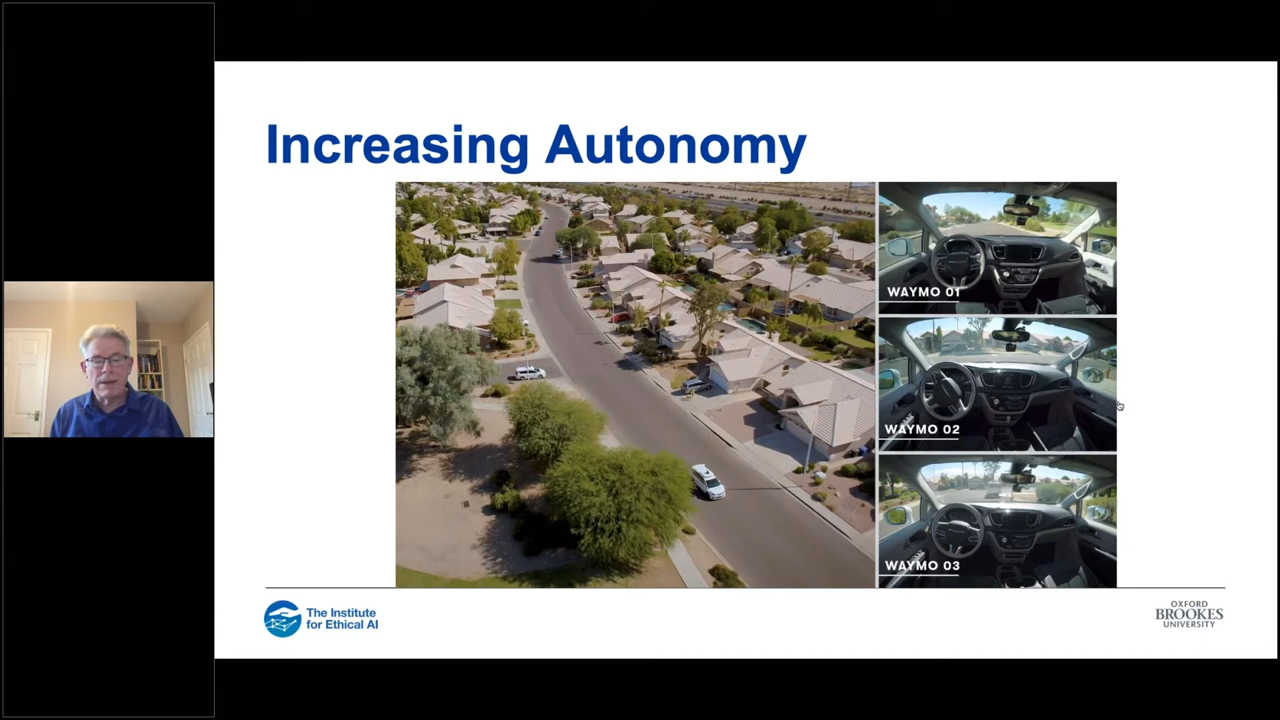 Increasing Autonomy
WAYMO 01
WAYMO 02
WAYMO 03
The Institute
for Ethical AI
OXFORD
BROOKES
UNIVERSITY